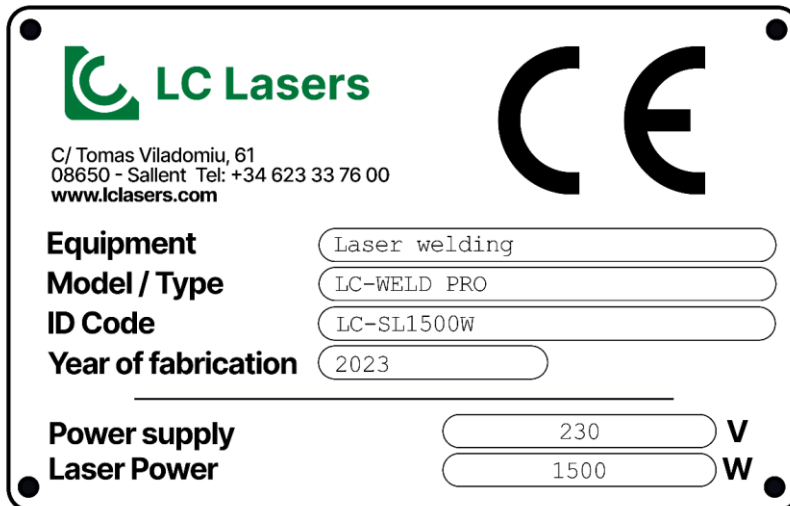 LC Lasers
CE
C/ Tomas Viladomiu, 61
08650 - Sallent Tel: +34 623 33 76 00
www.lclasers.com
Equipment Laser welding
Model / Type LC-WELD PRO
ID Code LC-SL1500W
Year of fabrication 2023
Power supply 230 V
Laser Power 1500 W